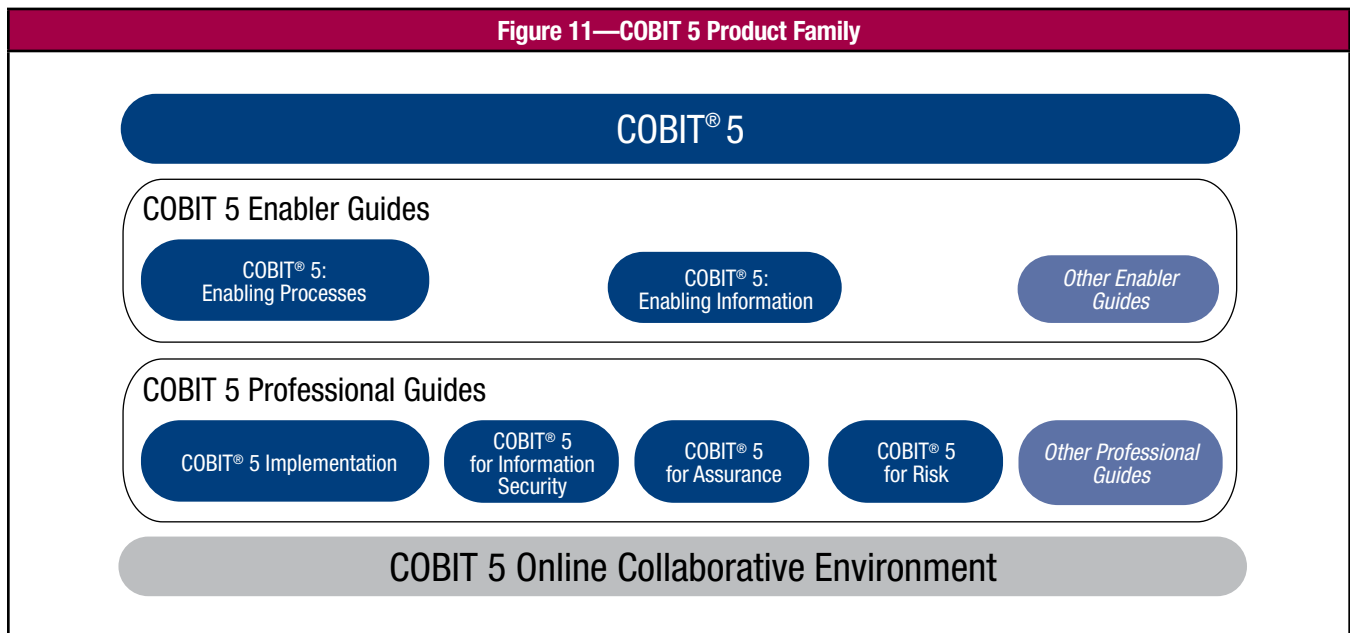 Figure 11—COBIT 5 Product Family
COBIT® 5
COBIT 5 Enabler Guides
COBIT® 5:
Enabling Processes
COBIT® 5:
Enabling Information
Other Enabler
Guides
COBIT 5 Professional Guides
COBIT® 5 Implementation
COBIT® 5
for Information
Security
COBIT® 5
for Assurance
COBIT® 5
for Risk
Other Professional
Guides
COBIT 5 Online Collaborative Environment